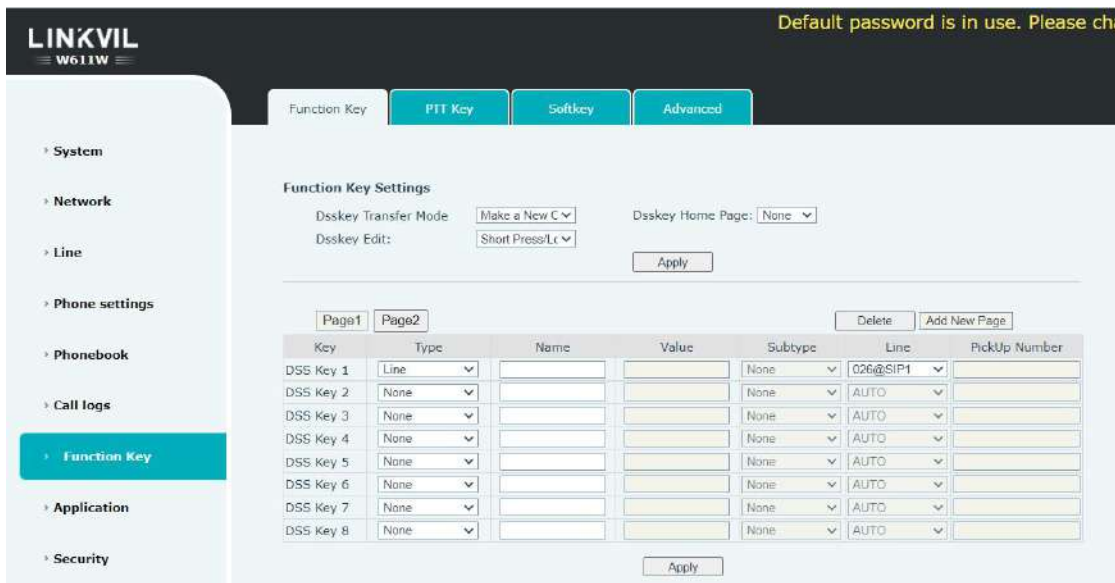 Default password is in use. Please cha
LINKVIL
W611W
Function Key PTT Key Softkey Advanced
System
Network
Line
Phone settings
Phonebook
Call logs
Function Key
Application
Security
Function Key Settings
Dsskey Transfer Mode Make a New C Dsskey Home Page: None
Dsskey Edit: Short Press/Lc
Apply
Page1 Page2 Delete Add New Page
Key Type Name Value Subtype Line PickUp Number
DSS Key 1 Line None 026@SIP1
DSS Key 2 None None AUTO
DSS Key 3 None None AUTO
DSS Key 4 None None AUTO
DSS Key 5 None None AUTO
DSS Key 6 None None AUTO
DSS Key 7 None None AUTO
DSS Key 8 None None AUTO
Apply